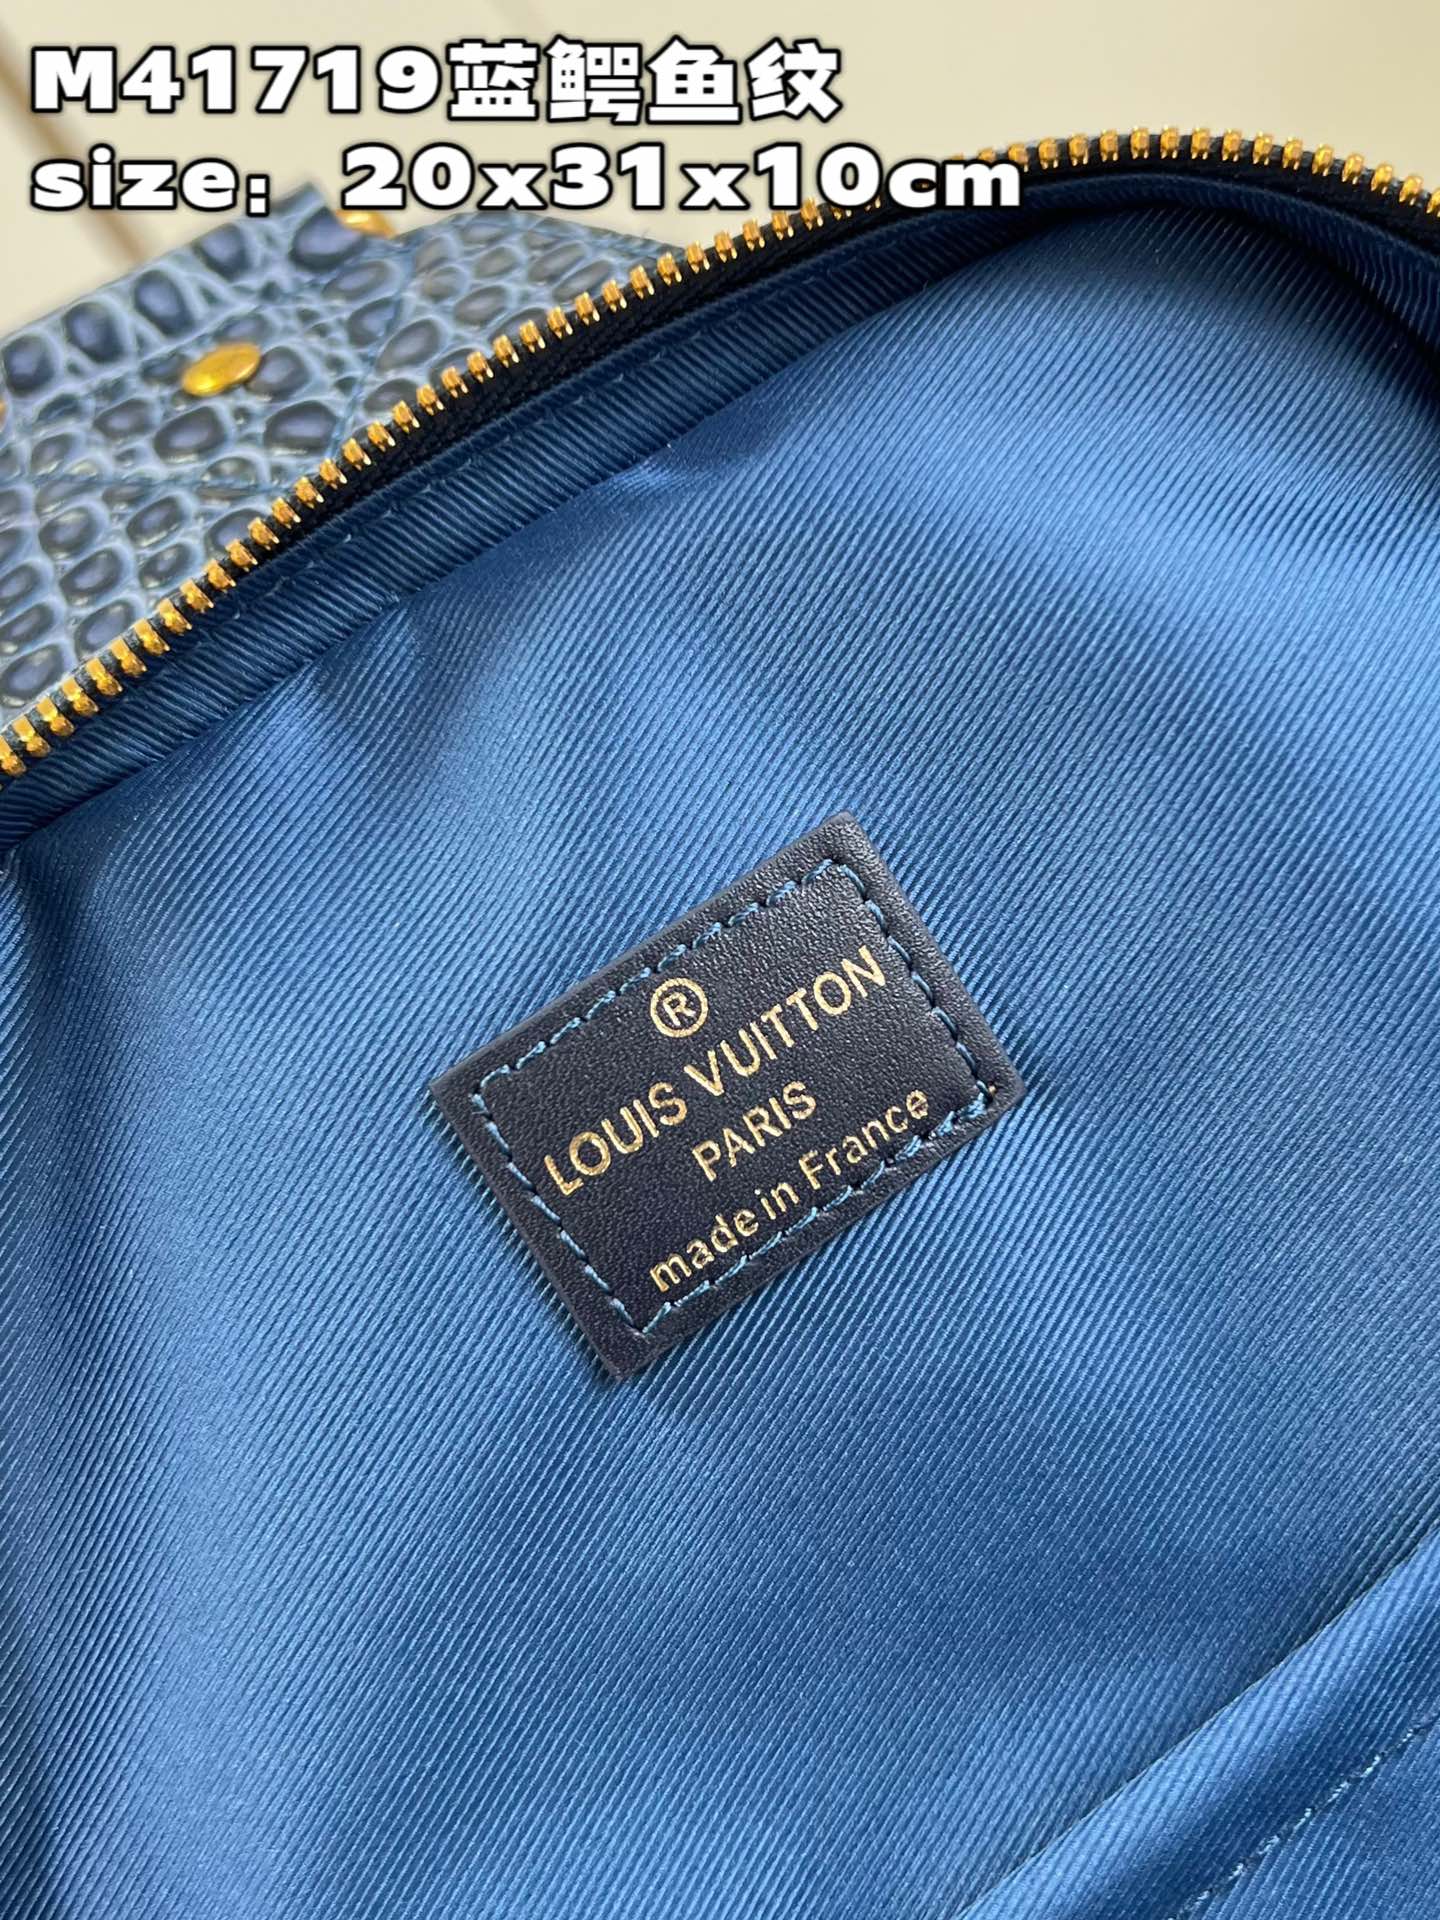 M41719蓝鳄鱼纹
size：20x31x10cm
®
LOUIS VUITTON
PARIS
made in France